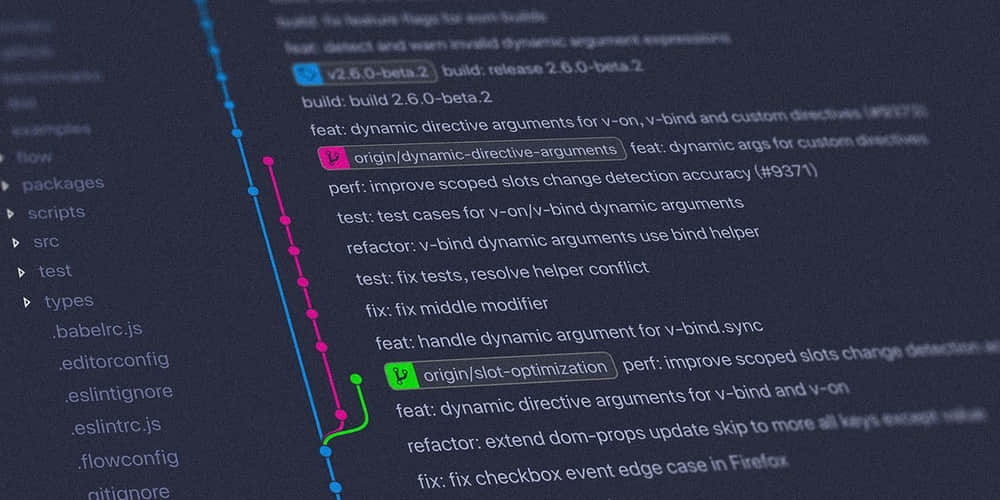 build: fix feature flags for esm builds
feat: detect and warn invalid dynamic argument expressions
v2.6.0-beta.2 build: release 2.6.0-beta.2
build: build 2.6.0-beta.2
feat: dynamic directive arguments for v-on, v-bind and custom directives (#9373)
origin/dynamic-directive-arguments feat: dynamic args for custom directives
perf: improve scoped slots change detection accuracy (#9371)
test: test cases for v-on/v-bind dynamic arguments
refactor: v-bind dynamic arguments use bind helper
test: fix tests, resolve helper conflict
fix: fix middle modifier
feat: handle dynamic argument for v-bind.sync
origin/slot-optimization perf: improve scoped slots change detection
feat: dynamic directive arguments for v-bind and v-on
refactor: extend dom-props update skip to more all keys except value
fix: fix checkbox event edge case in Firefox
examples
flow
packages
scripts
src
test
types
.babelrc.js
.editorconfig
.eslintignore
.eslintrc.js
.flowconfig
.gitignore